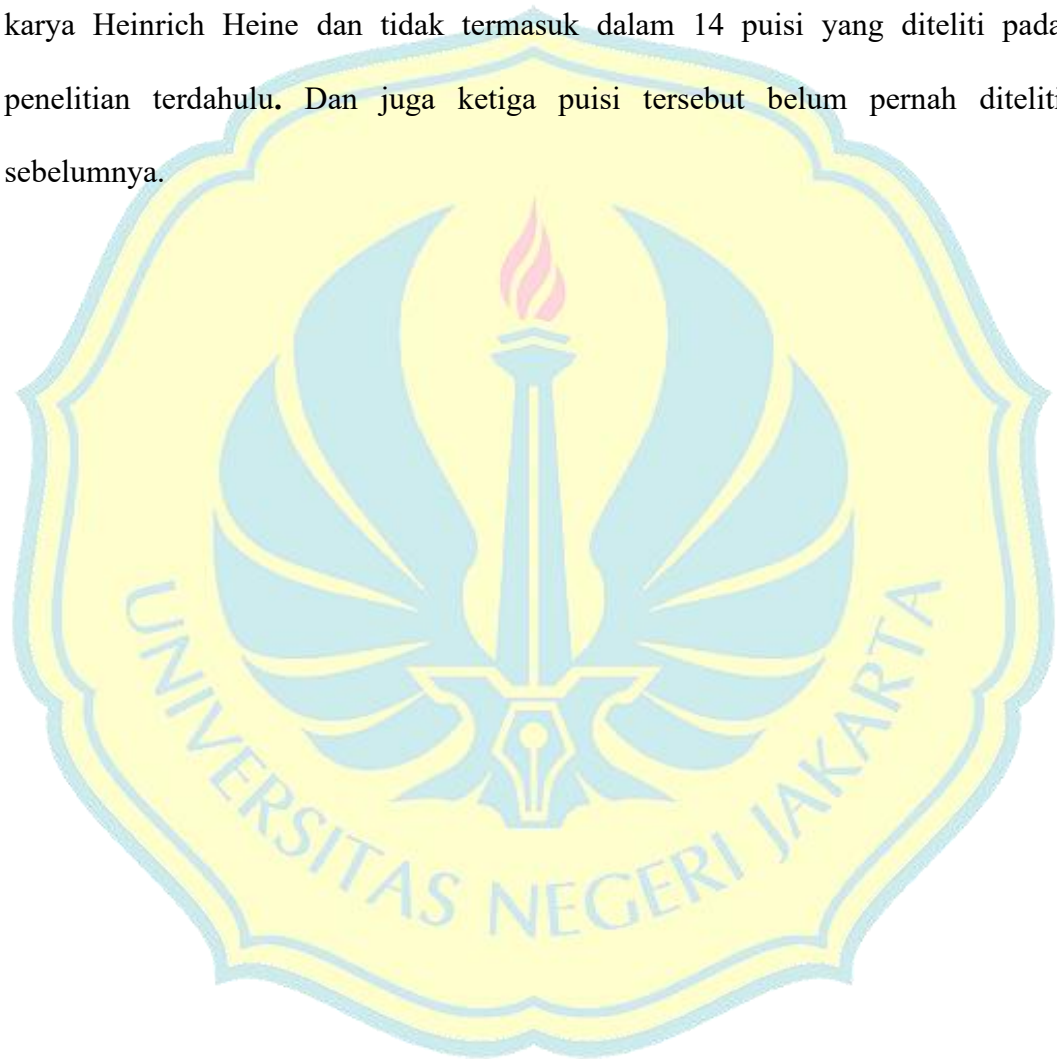 karya Heinrich Heine dan tidak termasuk dalam 14 puisi yang diteliti pada
penelitian terdahulu. Dan juga ketiga puisi tersebut belum pernah diteliti
sebelumnya.
UNIVERSITAS NEGERI JAKARTA